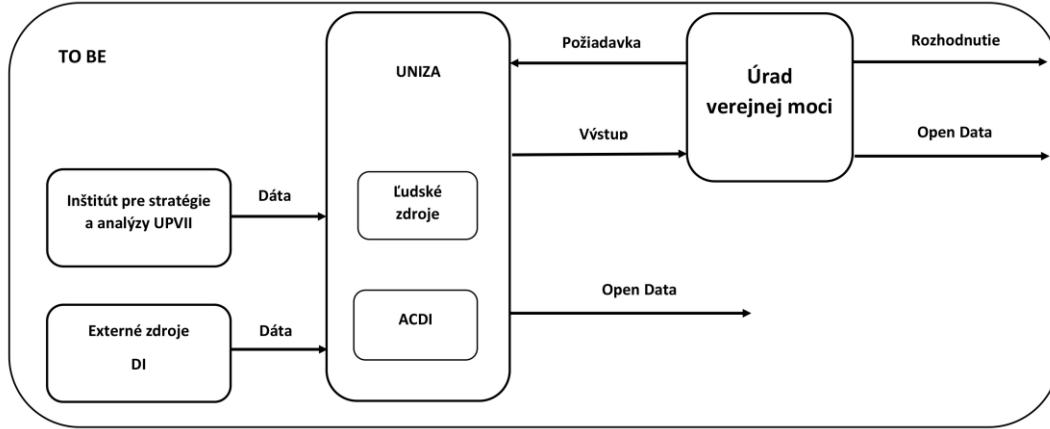 TO BE
UNIZA
Požiadavka
Úrad
verejnej moci
Rozhodnutie
Výstup
Open Data
Inštitút pre stratégie
a analýzy UPVII
Dáta
Ľudské
zdroje
Externé zdroje
DI
Dáta
ACDI
Open Data